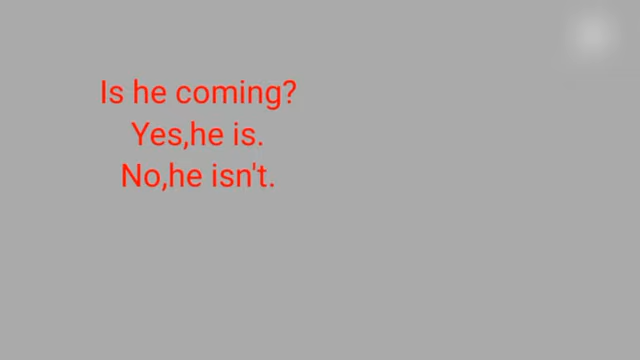 Is he coming?
Yes,he is.
No,he isn't.